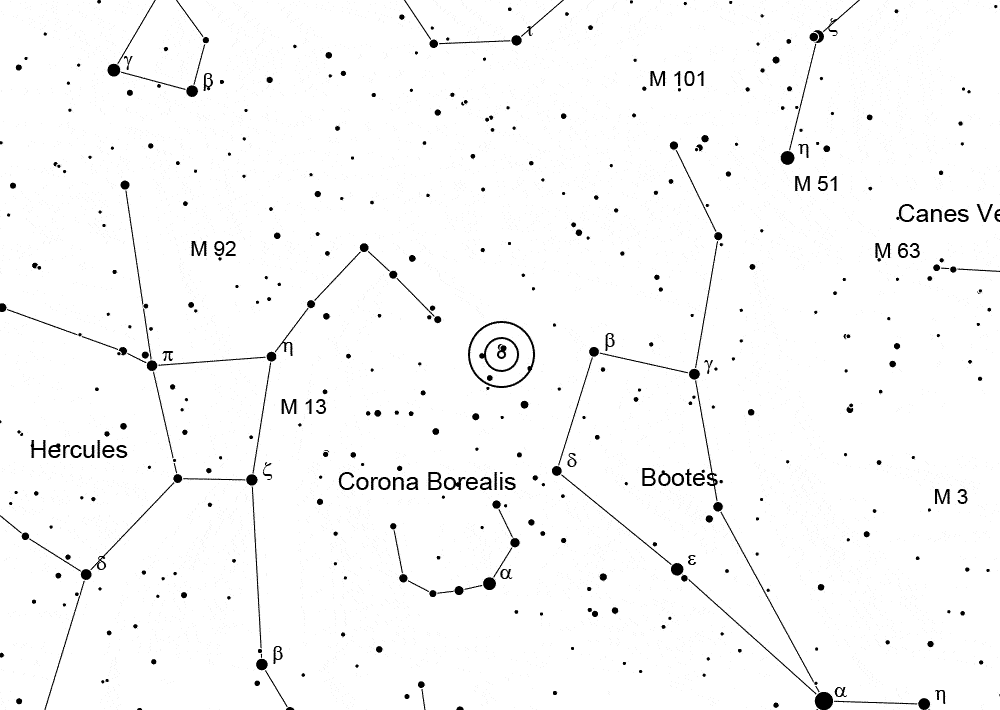 ι
ζ
γ
β
M 101
η
M 51
Canes Ve
M 92
M 63
β
π
η
γ
M 13
Hercules
ζ
δ
Corona Borealis
Bootes
M 3
ε
δ
α
β
α
η